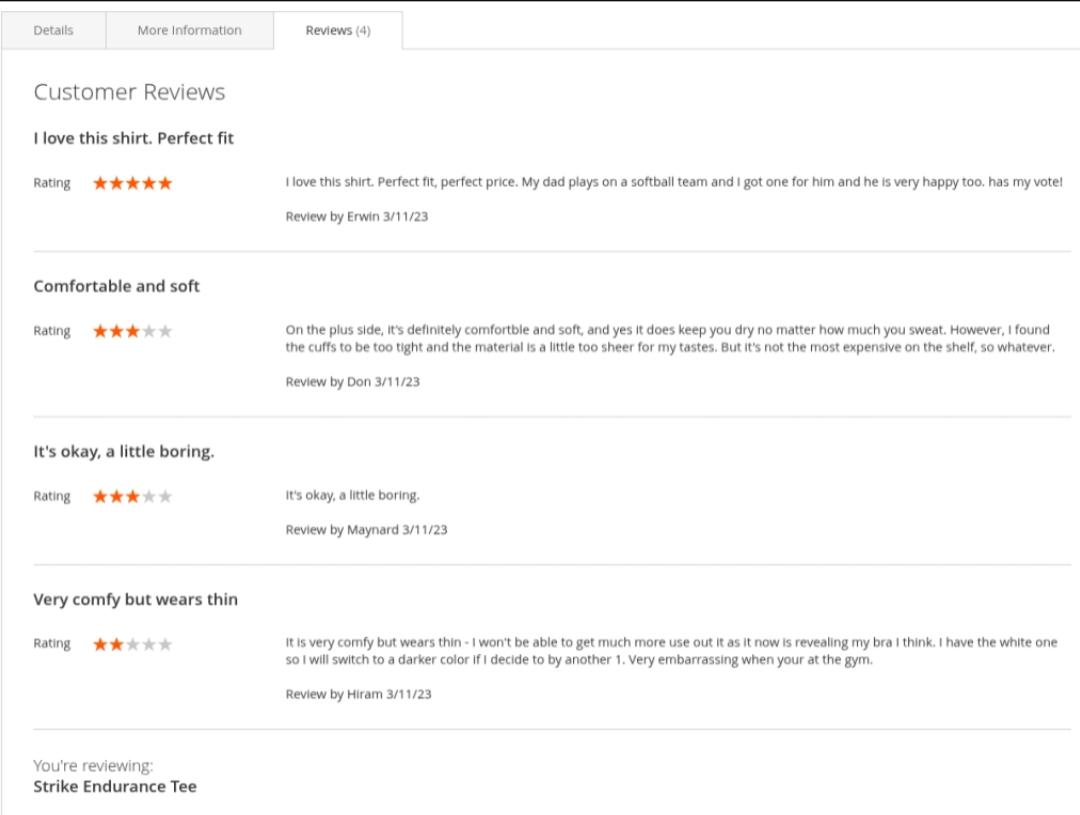 Details
More Information
Reviews (4)
Customer Reviews
I love this shirt. Perfect fit
Rating
I love this shirt. Perfect fit, perfect price. My dad plays on a softball team and I got one for him and he is very happy too. has my vote!
Review by Erwin 3/11/23
Comfortable and soft
Rating
On the plus side, it's definitely comfortble and soft, and yes it does keep you dry no matter how much you sweat. However, I found
the cuffs to be too tight and the material is a little too sheer for my tastes. But it's not the most expensive on the shelf, so whatever.
Review by Don 3/11/23
It's okay, a little boring.
Rating
It's okay, a little boring.
Review by Maynard 3/11/23
Very comfy but wears thin
Rating
It is very comfy but wears thin - I won't be able to get much more use out it as it now is revealing my bra I think. I have the white one
so I will switch to a darker color if I decide to by another 1. Very embarrassing when your at the gym.
Review by Hiram 3/11/23
You're reviewing:
Strike Endurance Tee